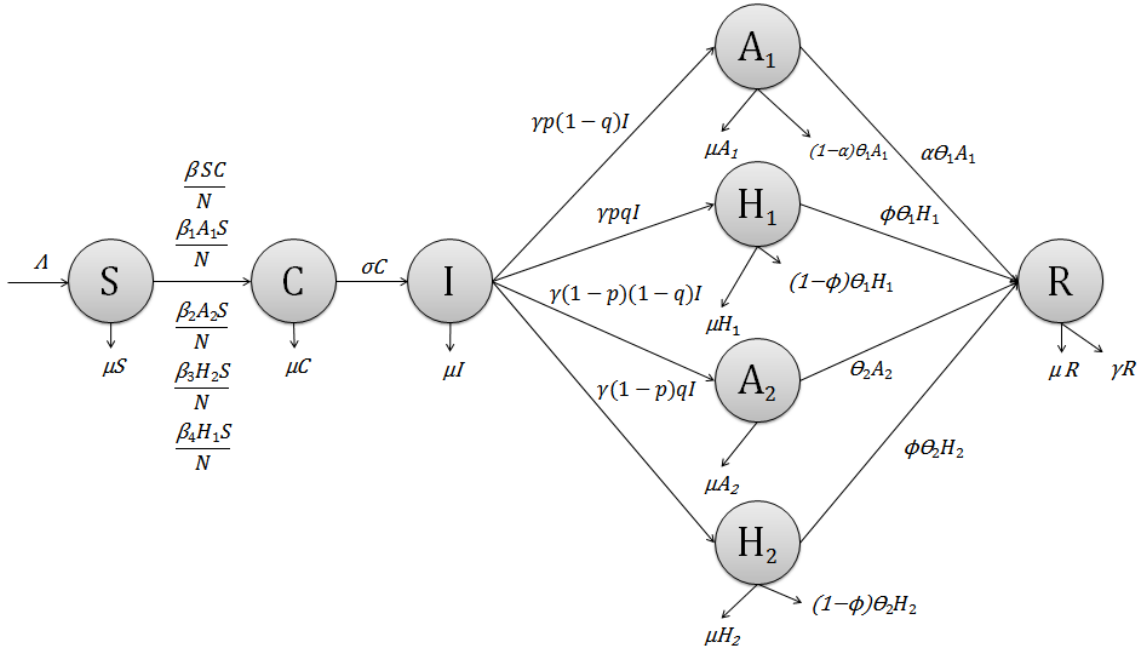 A₁
γp(1−q)I
μA₁
(1−α)Θ₁A₁
αΘ₁A₁
βSC
N
β₁A₁S
N
γpqI
H₁
ϕΘ₁H₁
Λ
S
C
σC
I
R
(1−ϕ)Θ₁H₁
γ(1−p)(1−q)I
μH₁
β₂A₂S
N
μS
μC
μI
A₂
Θ₂A₂
μ R
γR
β₃H₂S
N
γ(1−p)qI
β₄H₁S
N
μA₂
ϕΘ₂H₂
H₂
μH₂
(1−ϕ)Θ₂H₂